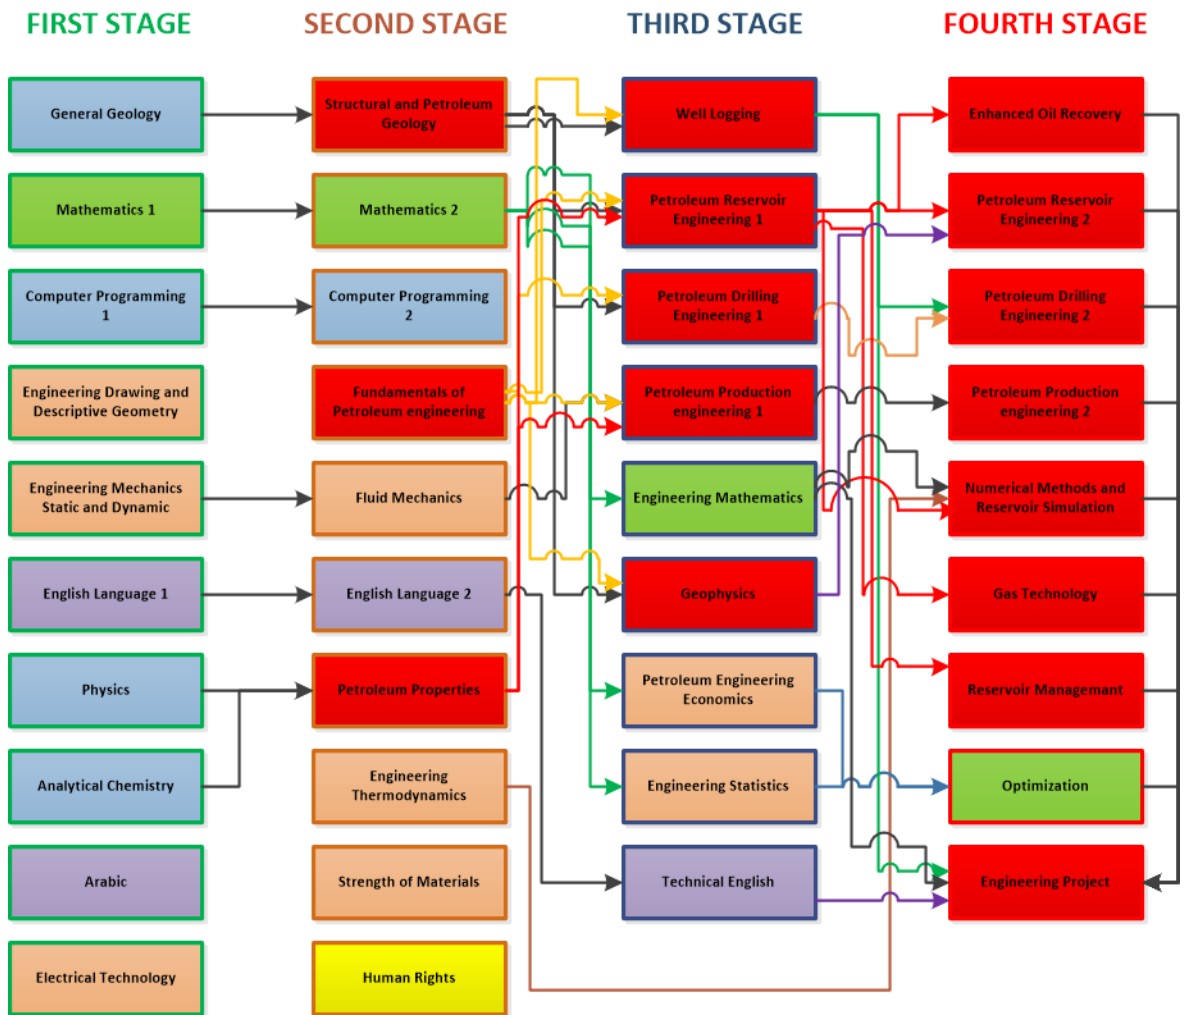 FIRST STAGE
SECOND STAGE
THIRD STAGE
FOURTH STAGE
General Geology
Structural and Petroleum
Geology
Well Logging
Enhanced Oil Recovery
Mathematics 1
Mathematics 2
Petroleum Reservoir
Engineering 1
Petroleum Reservoir
Engineering 2
Computer Programming
1
Computer Programming
2
Petroleum Drilling
Engineering 1
Petroleum Drilling
Engineering 2
Engineering Drawing and
Descriptive Geometry
Fundamentals of
Petroleum engineering
Petroleum Production
engineering 1
Petroleum Production
engineering 2
Engineering Mechanics
Static and Dynamic
Fluid Mechanics
Engineering Mathematics
Numerical Methods and
Reservoir Simulation
English Language 1
English Language 2
Geophysics
Gas Technology
Physics
Petroleum Properties
Petroleum Engineering
Economics
Reservoir Managemant
Analytical Chemistry
Engineering
Thermodynamics
Engineering Statistics
Optimization
Arabic
Strength of Materials
Technical English
Engineering Project
Electrical Technology
Human Rights